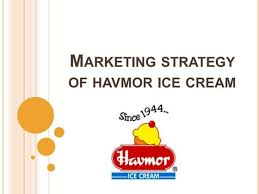 MARKETING STRATEGY
OF HAVMOR ICE CREAM
Since 1944...
Havmor
®
ICE CREAM